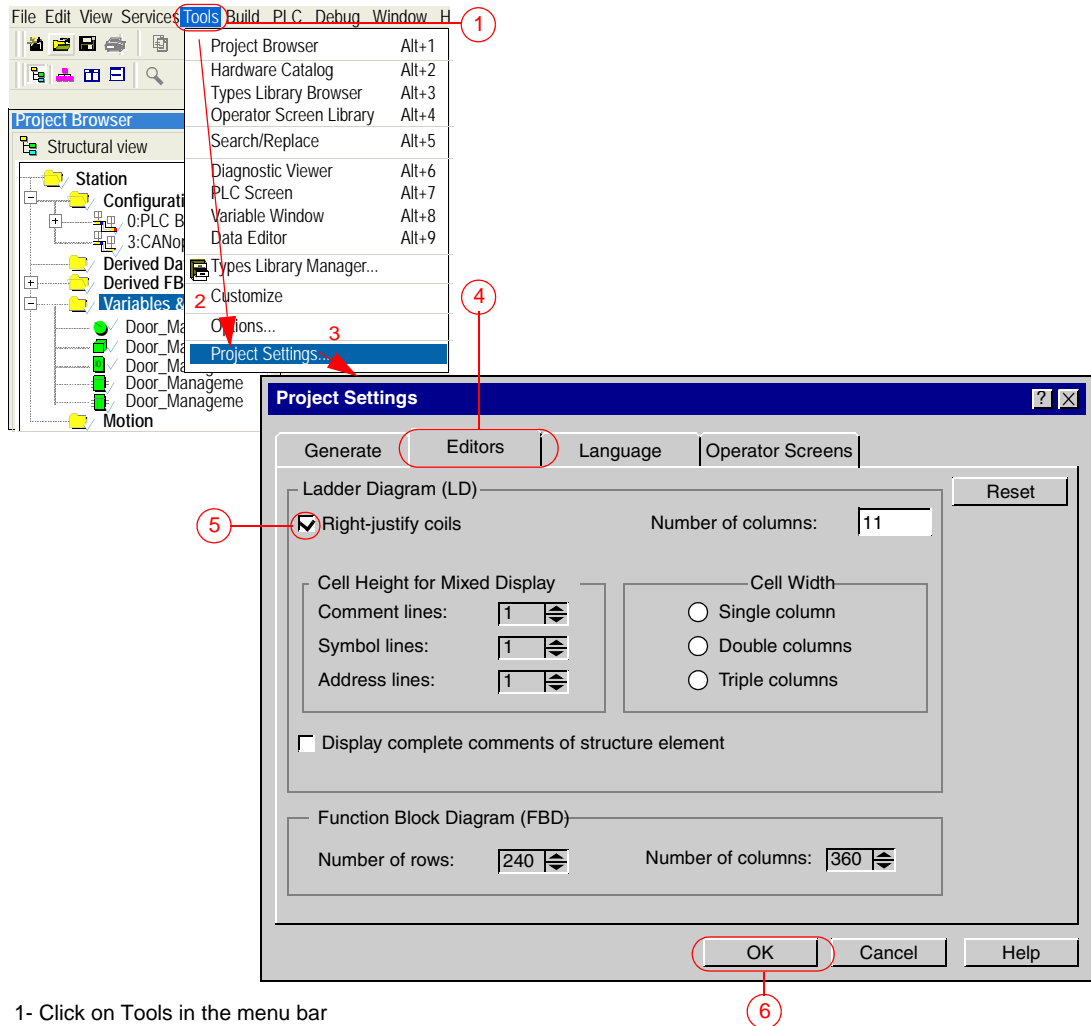 File Edit View Services Tools Build PLC Debug Window H
1
Project Browser Alt+1
Hardware Catalog Alt+2
Types Library Browser Alt+3
Operator Screen Library Alt+4
Search/Replace Alt+5
Diagnostic Viewer Alt+6
PLC Screen Alt+7
Variable Window Alt+8
Data Editor Alt+9
Types Library Manager...
2 Customize
Options...
3
Project Settings...
4
Project Browser
Structural view
Station
Configurati
0:PLC B
3:CANop
Derived Da
Derived FB
Variables &
Door_Ma
Door_Ma
Door_Ma
Door_Manageme
Door_Manageme
Motion
Project Settings
Generate Editors Language Operator Screens
Ladder Diagram (LD) Reset
5
Right-justify coils Number of columns: 11
Cell Height for Mixed Display Cell Width
Comment lines: 1 Single column
Symbol lines: 1 Double columns
Address lines: 1 Triple columns
Display complete comments of structure element
Function Block Diagram (FBD)
Number of rows: 240 Number of columns: 360
OK Cancel Help
6
1- Click on Tools in the menu bar